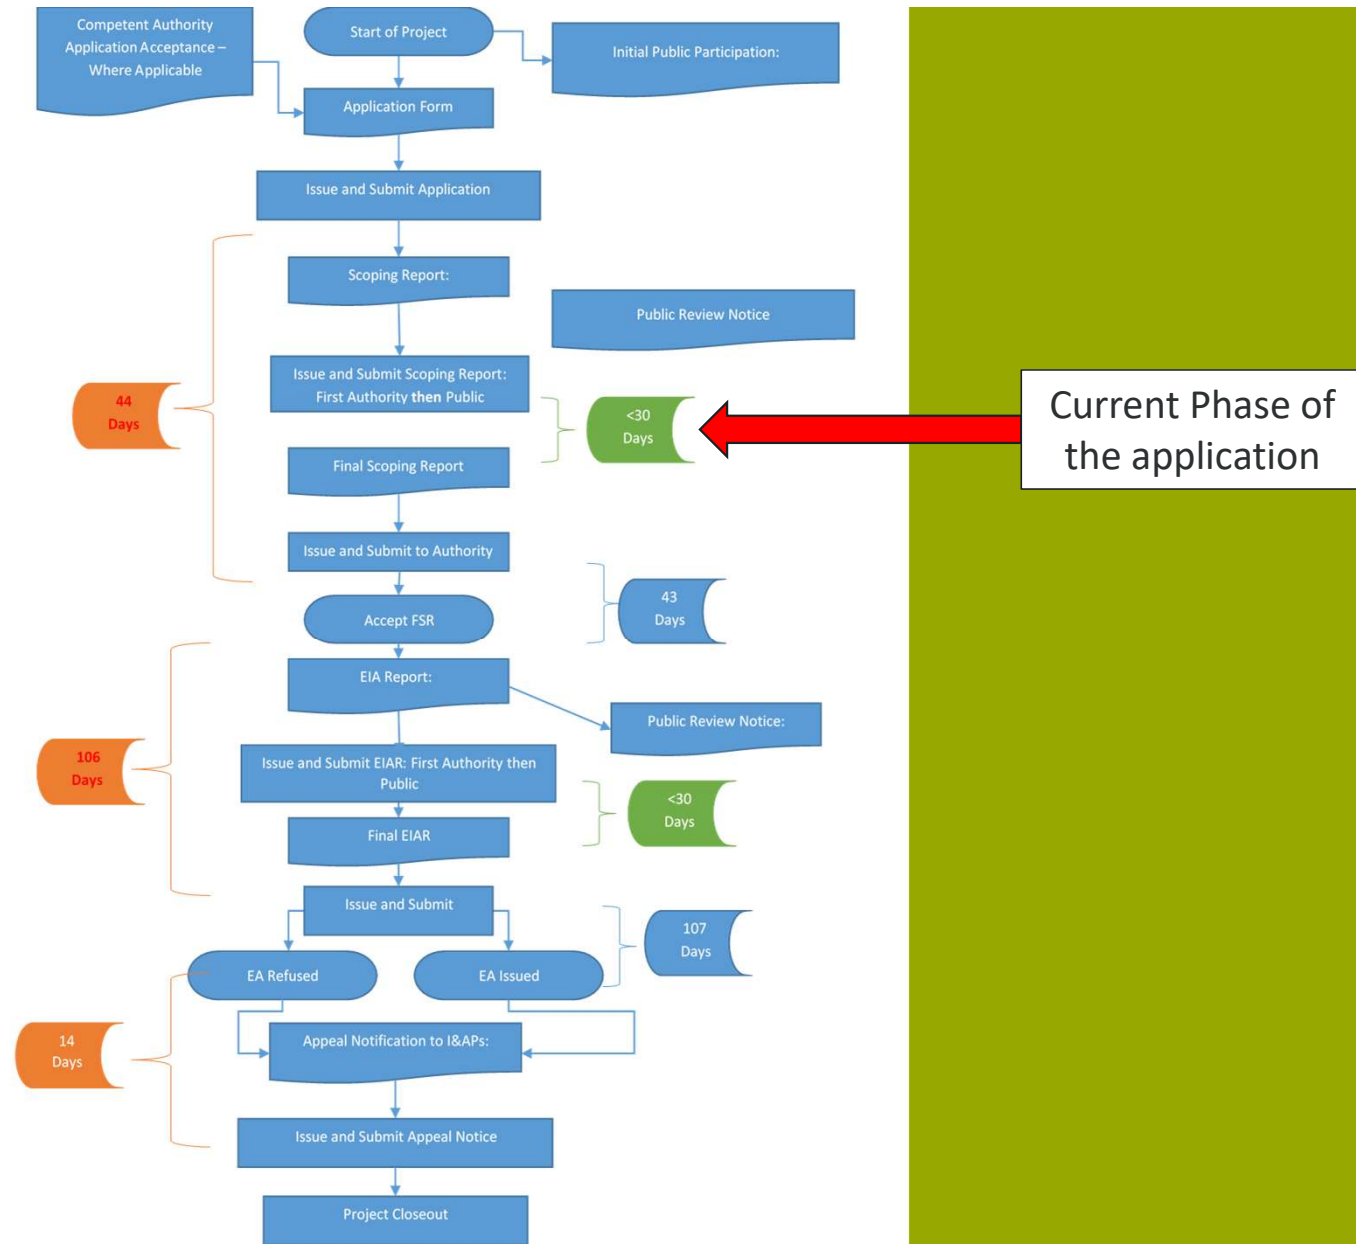 Competent Authority
Application Acceptance –
Where Applicable
Start of Project
Initial Public Participation:
Application Form
Issue and Submit Application
Scoping Report:
Public Review Notice
Issue and Submit Scoping Report:
First Authority then Public
44
Days
<30
Days
Current Phase of
the application
Final Scoping Report
Issue and Submit to Authority
43
Days
Accept FSR
EIA Report:
Public Review Notice:
106
Days
Issue and Submit EIAR: First Authority then
Public
<30
Days
Final EIAR
Issue and Submit
107
Days
EA Refused
EA Issued
14
Days
Appeal Notification to I&APs:
Issue and Submit Appeal Notice
Project Closeout